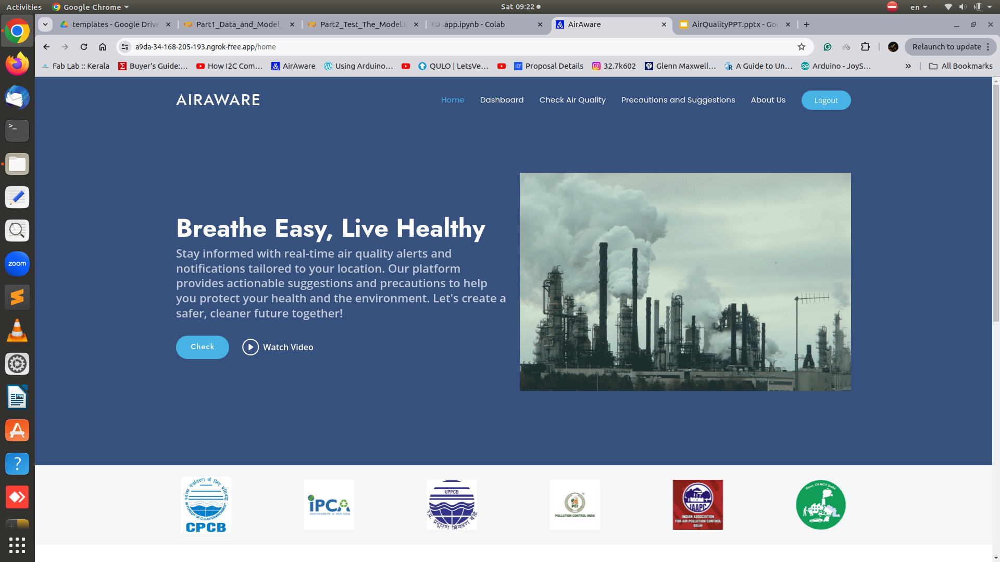 Activities
Google Chrome
Sat 09:22
en
templates - Google Drive
Part1_Data_and_Model_
Part2_Test_The_Model.i
app.ipynb - Colab
AirAware
AirQualityPPT.pptx - Goo
a9da-34-168-205-193.ngrok-free.app/home
Relaunch to update
Fab Lab :: Kerala
Buyer's Guide:...
How I2C Com...
AirAware
Using Arduino...
QULO | LetsVe...
Proposal Details
32.7k602
Glenn Maxwell...
A Guide to Un...
Arduino - JoyS...
All Bookmarks
AIRAWARE
Home
Dashboard
Check Air Quality
Precautions and Suggestions
About Us
Logout
Breathe Easy, Live Healthy
Stay informed with real-time air quality alerts and
notifications tailored to your location. Our platform
provides actionable suggestions and precautions to help
you protect your health and the environment. Let's create a
safer, cleaner future together!
Check
Watch Video
zoom
स्वच्छ पर्यावरण के लिए प्रतिबद्ध
IN PURSUIT OF CLEAN ENVIRONMENT
CPCB
iPCA
SUSTAINABILITY IS OUR GOAL
UPPCB
उ.प्र. प्रदूषण नियंत्रण बोर्ड
PCI
POLLUTION CONTROL INDIA
IAAPC
INDIAN ASSOCIATION
FOR AIR POLLUTION CONTROL
DELHI
Govt. Of NCT Delhi